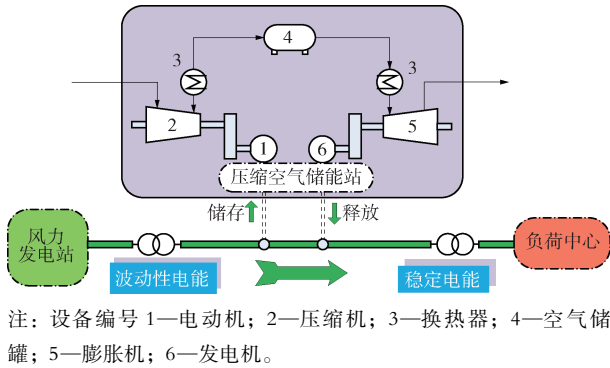 4
3
3
2
5
1
6
压缩空气储能站
储存
释放
风力
发电站
负荷中心
波动性电能
稳定电能
注：设备编号 1—电动机；2—压缩机；3—换热器；4—空气储
罐；5—膨胀机；6—发电机。